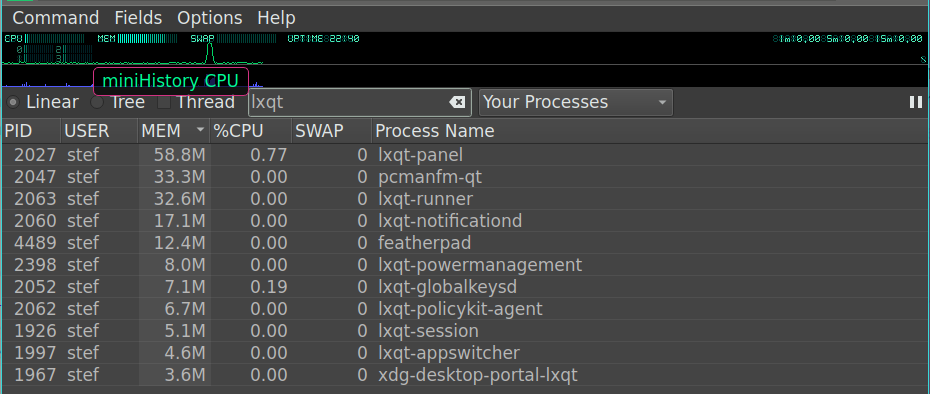 Command Fields Options Help
CPU MEM SWAP UPTIME 22:40 1m:0.00 5m:0.00 15m:0.00
miniHistory CPU
Linear Tree Thread lxqt Your Processes
PID USER MEM %CPU SWAP Process Name
2027 stef 58.8M 0.77 0 lxqt-panel
2047 stef 33.3M 0.00 0 pcmanfm-qt
2063 stef 32.6M 0.00 0 lxqt-runner
2060 stef 17.1M 0.00 0 lxqt-notificationd
4489 stef 12.4M 0.00 0 featherpad
2398 stef 8.0M 0.00 0 lxqt-powermanagement
2052 stef 7.1M 0.19 0 lxqt-globalkeysd
2062 stef 6.7M 0.00 0 lxqt-policykit-agent
1926 stef 5.1M 0.00 0 lxqt-session
1997 stef 4.6M 0.00 0 lxqt-appswitcher
1967 stef 3.6M 0.00 0 xdg-desktop-portal-lxqt